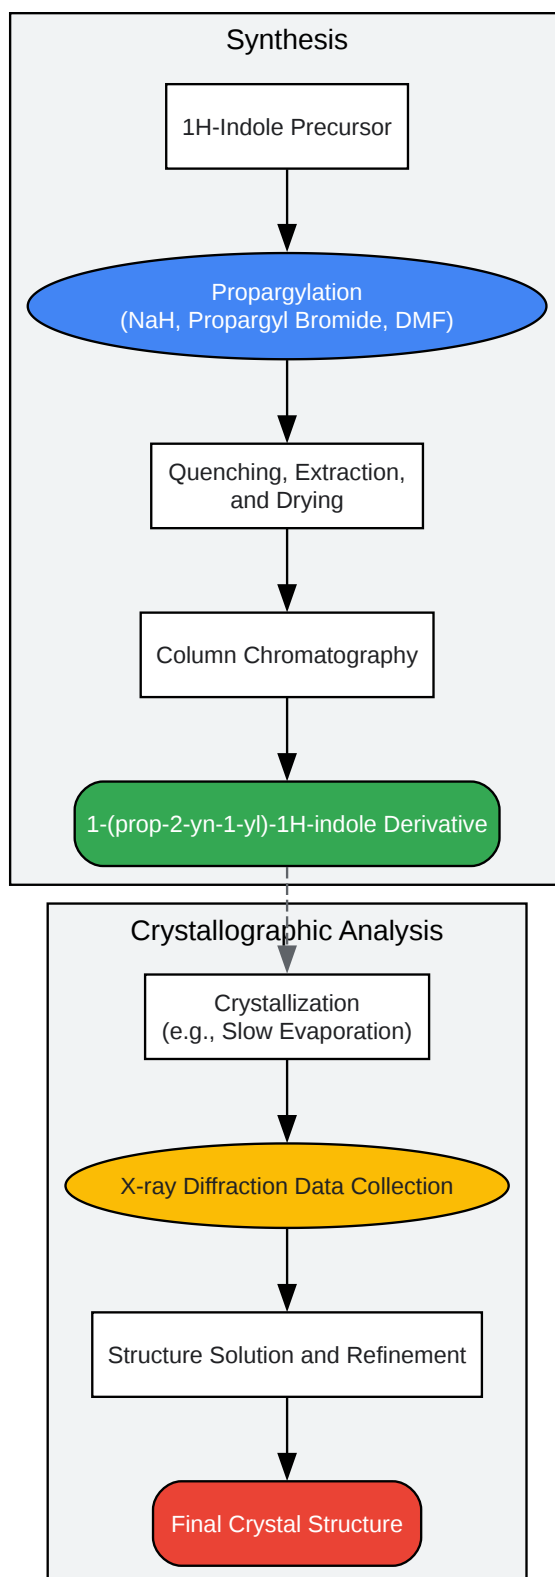 Synthesis
1H-Indole Precursor
Propargylation
(NaH, Propargyl Bromide, DMF)
Quenching, Extraction,
and Drying
Column Chromatography
1-(prop-2-yn-1-yl)-1H-indole Derivative
Crystallographic Analysis
Crystallization
(e.g., Slow Evaporation)
X-ray Diffraction Data Collection
Structure Solution and Refinement
Final Crystal Structure